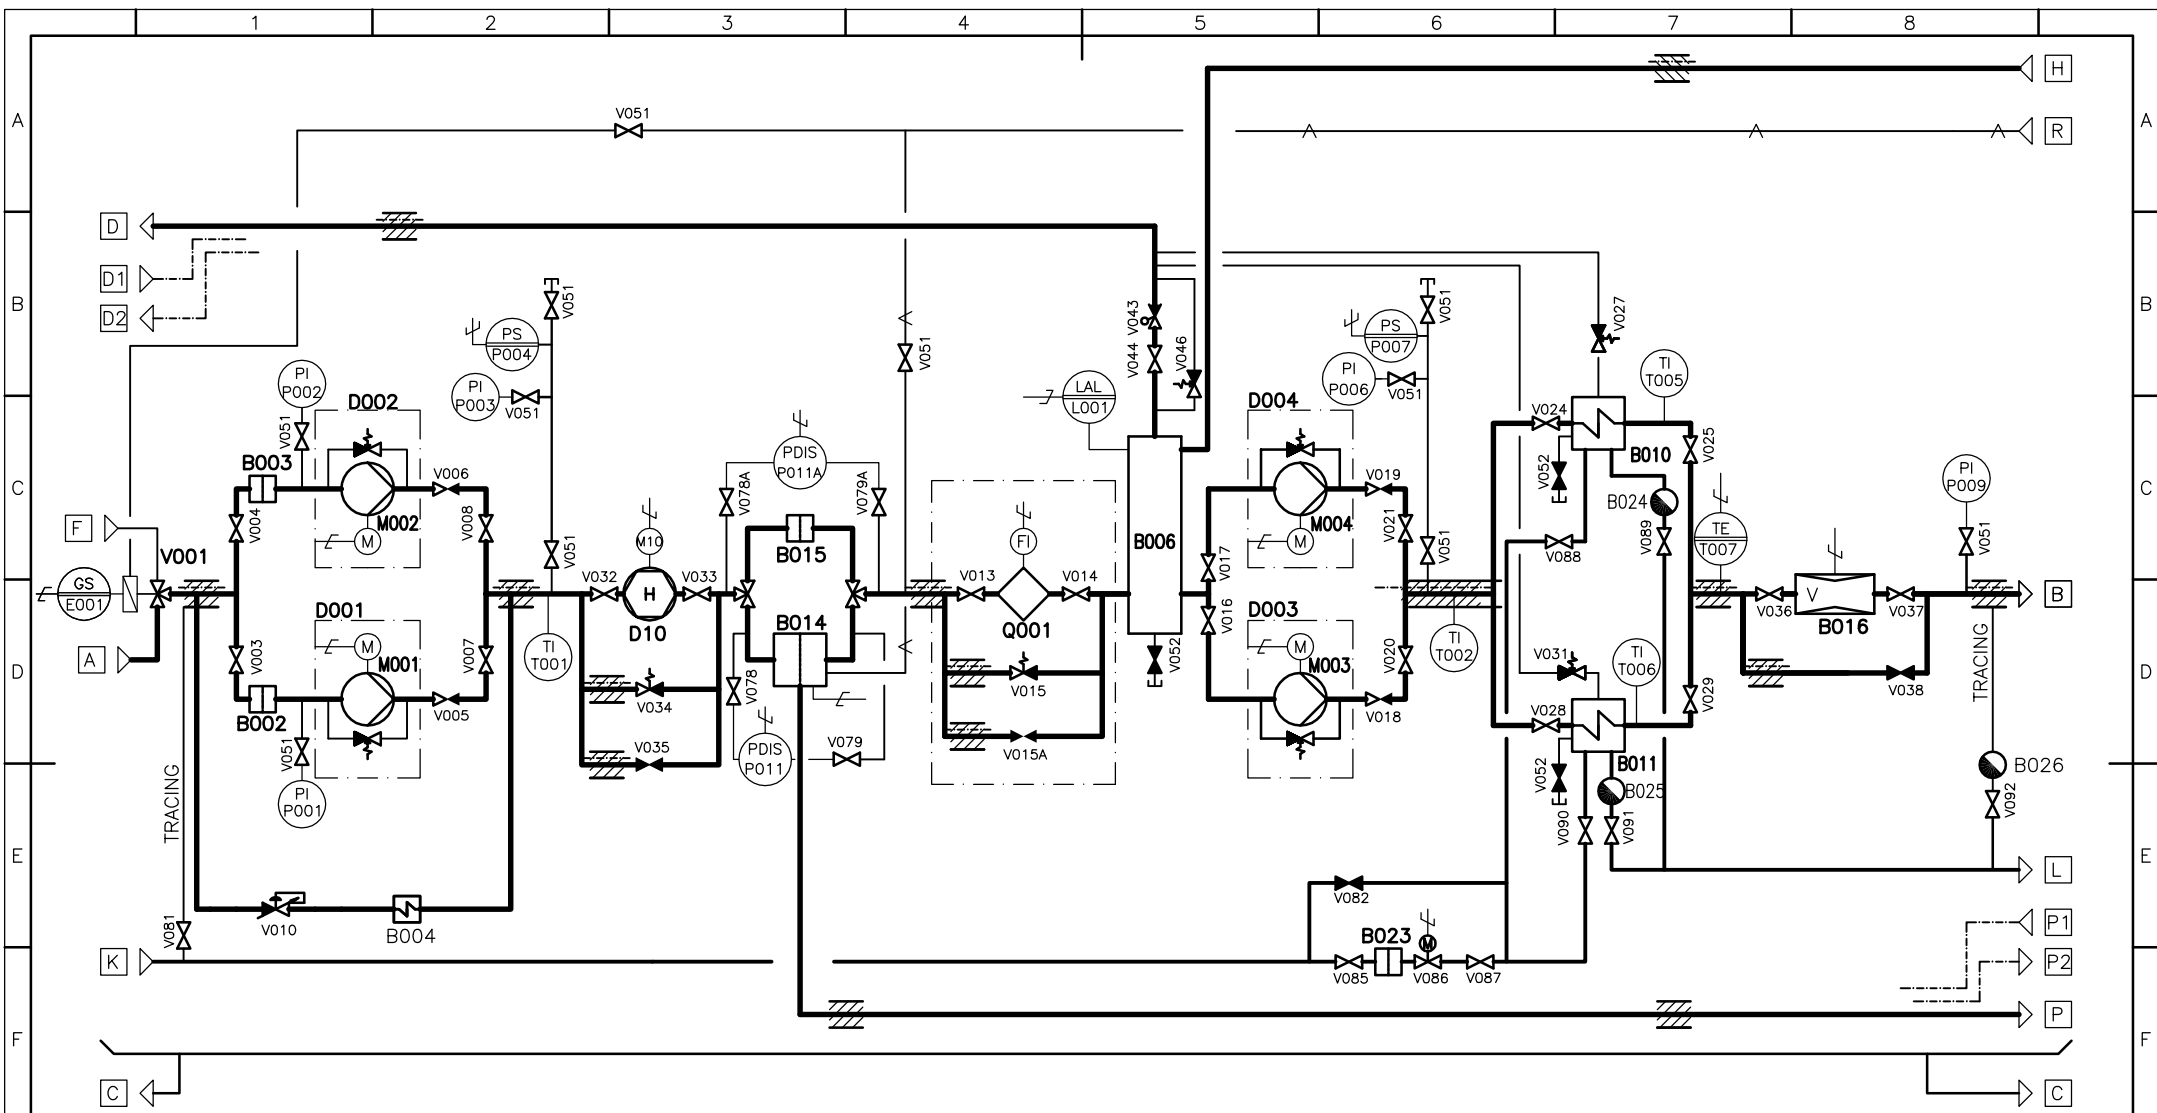 1 2 3 4 5 6 7 8
H
A V051 A
R
D
D1
B V051 V043 V051 V027 B
D2
PS P004
PS P007
V044 V046 V051
PI P002
PI P003 V051
LAL L001
PI P006 V051
TI T005
V051 D002 D004 V024 V025
B003 V006 PDIS P011A V019 V052 B010
PI P009
C M002 V078A V079A M004 B024 C
V004 V008 V051 M10 FI V021 V051 V089 TE T007 V051
F M B015 B006 V017 M V088
V001
GS E001
V032 H V033 V013 V014 V036 V V037 B
D001 D10 B014 Q001 V016 D003 B016
A M TI T001 V052 M TI T002 V031 TI T006 TRACING
D V003 M001 V007 V034 V078 V015 M003 V020 V038 D
B002 V005 V018 V028 V029
V051 V035 PDIS P011 V079 V015A
B011
V052 B025 B026
TRACING PI P001 V090 V091 V092
E E
L
V082
V081 V010 B004 P1
B023 M
K V085 V086 V087 P2
P
F F
C C